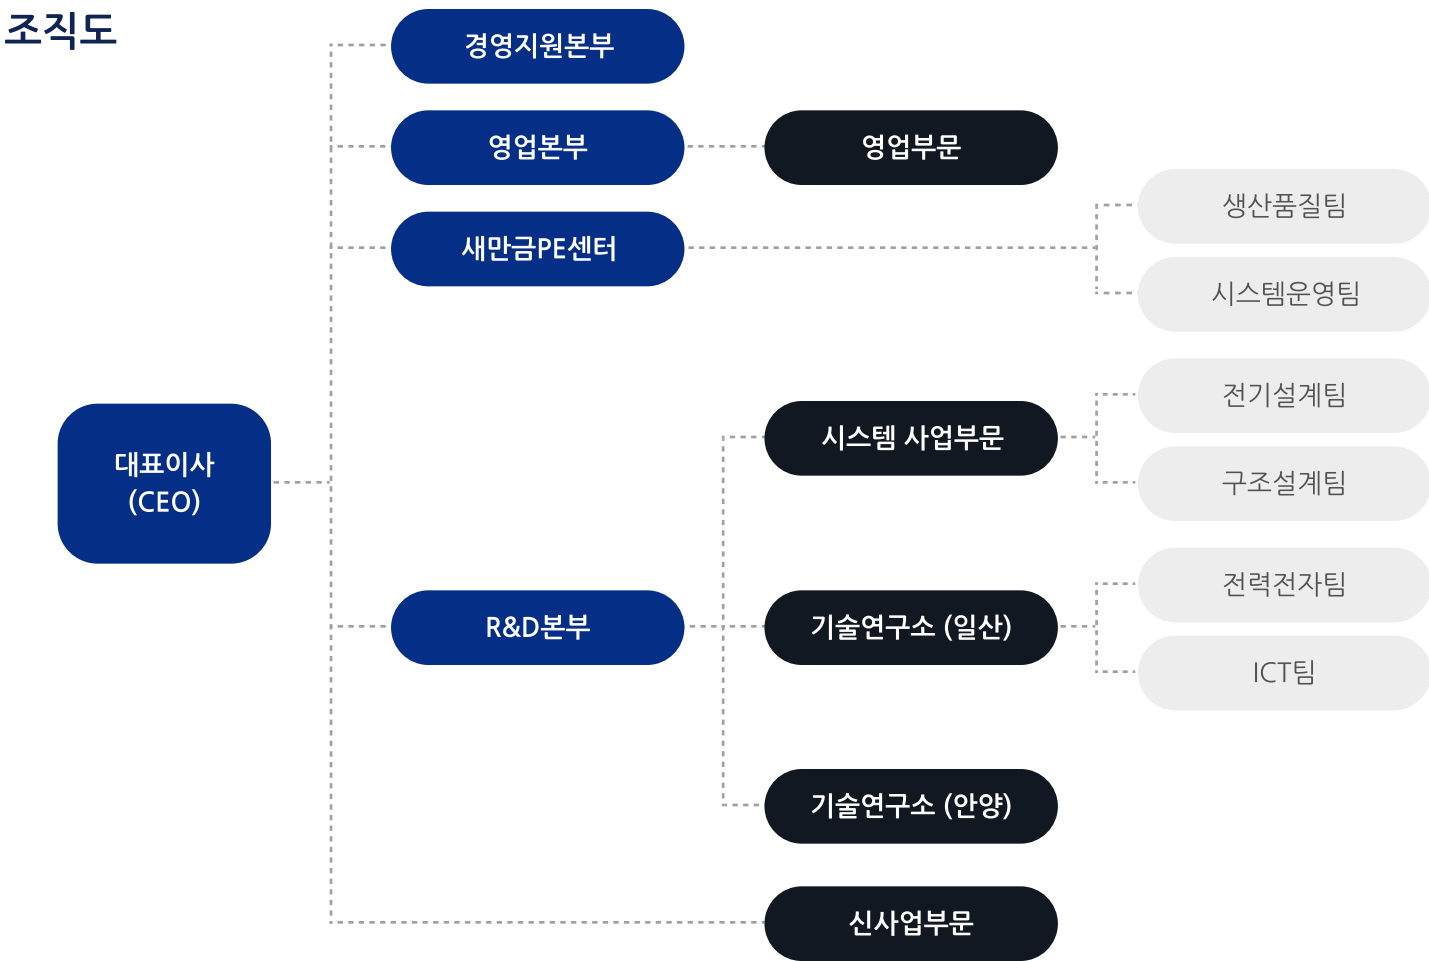 조직도
경영지원본부
영업본부
영업부문
새만금PE센터
생산품질팀
시스템운영팀
대표이사
(CEO)
R&D본부
시스템 사업부문
전기설계팀
구조설계팀
기술연구소 (일산)
전력전자팀
ICT팀
기술연구소 (안양)
신사업부문